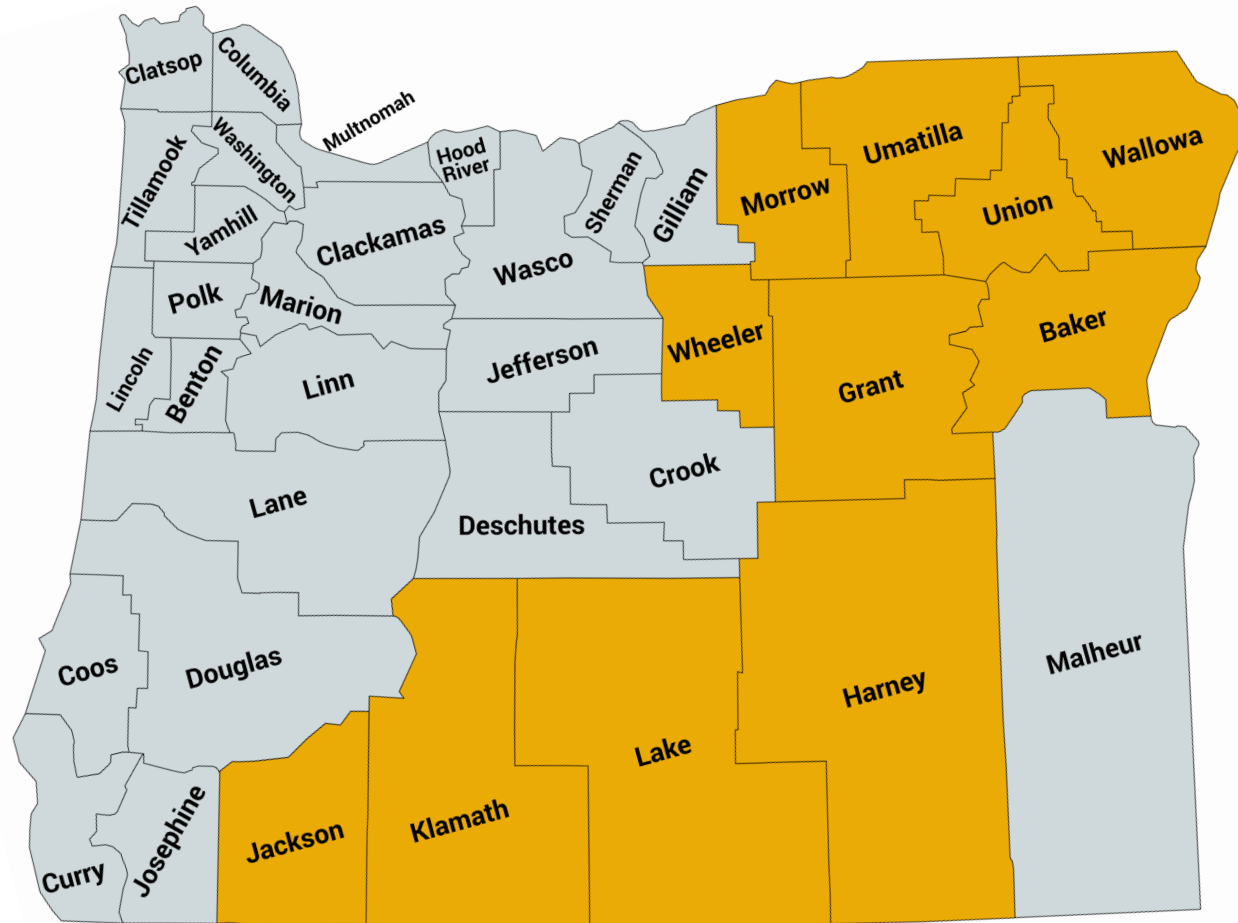 Clatsop
Columbia
Multnomah
Tillamook
Washington
Hood
River
Sherman
Gilliam
Morrow
Umatilla
Union
Wallowa
Yamhill
Clackamas
Wasco
Polk
Marion
Jefferson
Wheeler
Grant
Baker
Lincoln
Benton
Linn
Lane
Crook
Deschutes
Coos
Douglas
Malheur
Harney
Lake
Klamath
Jackson
Josephine
Curry